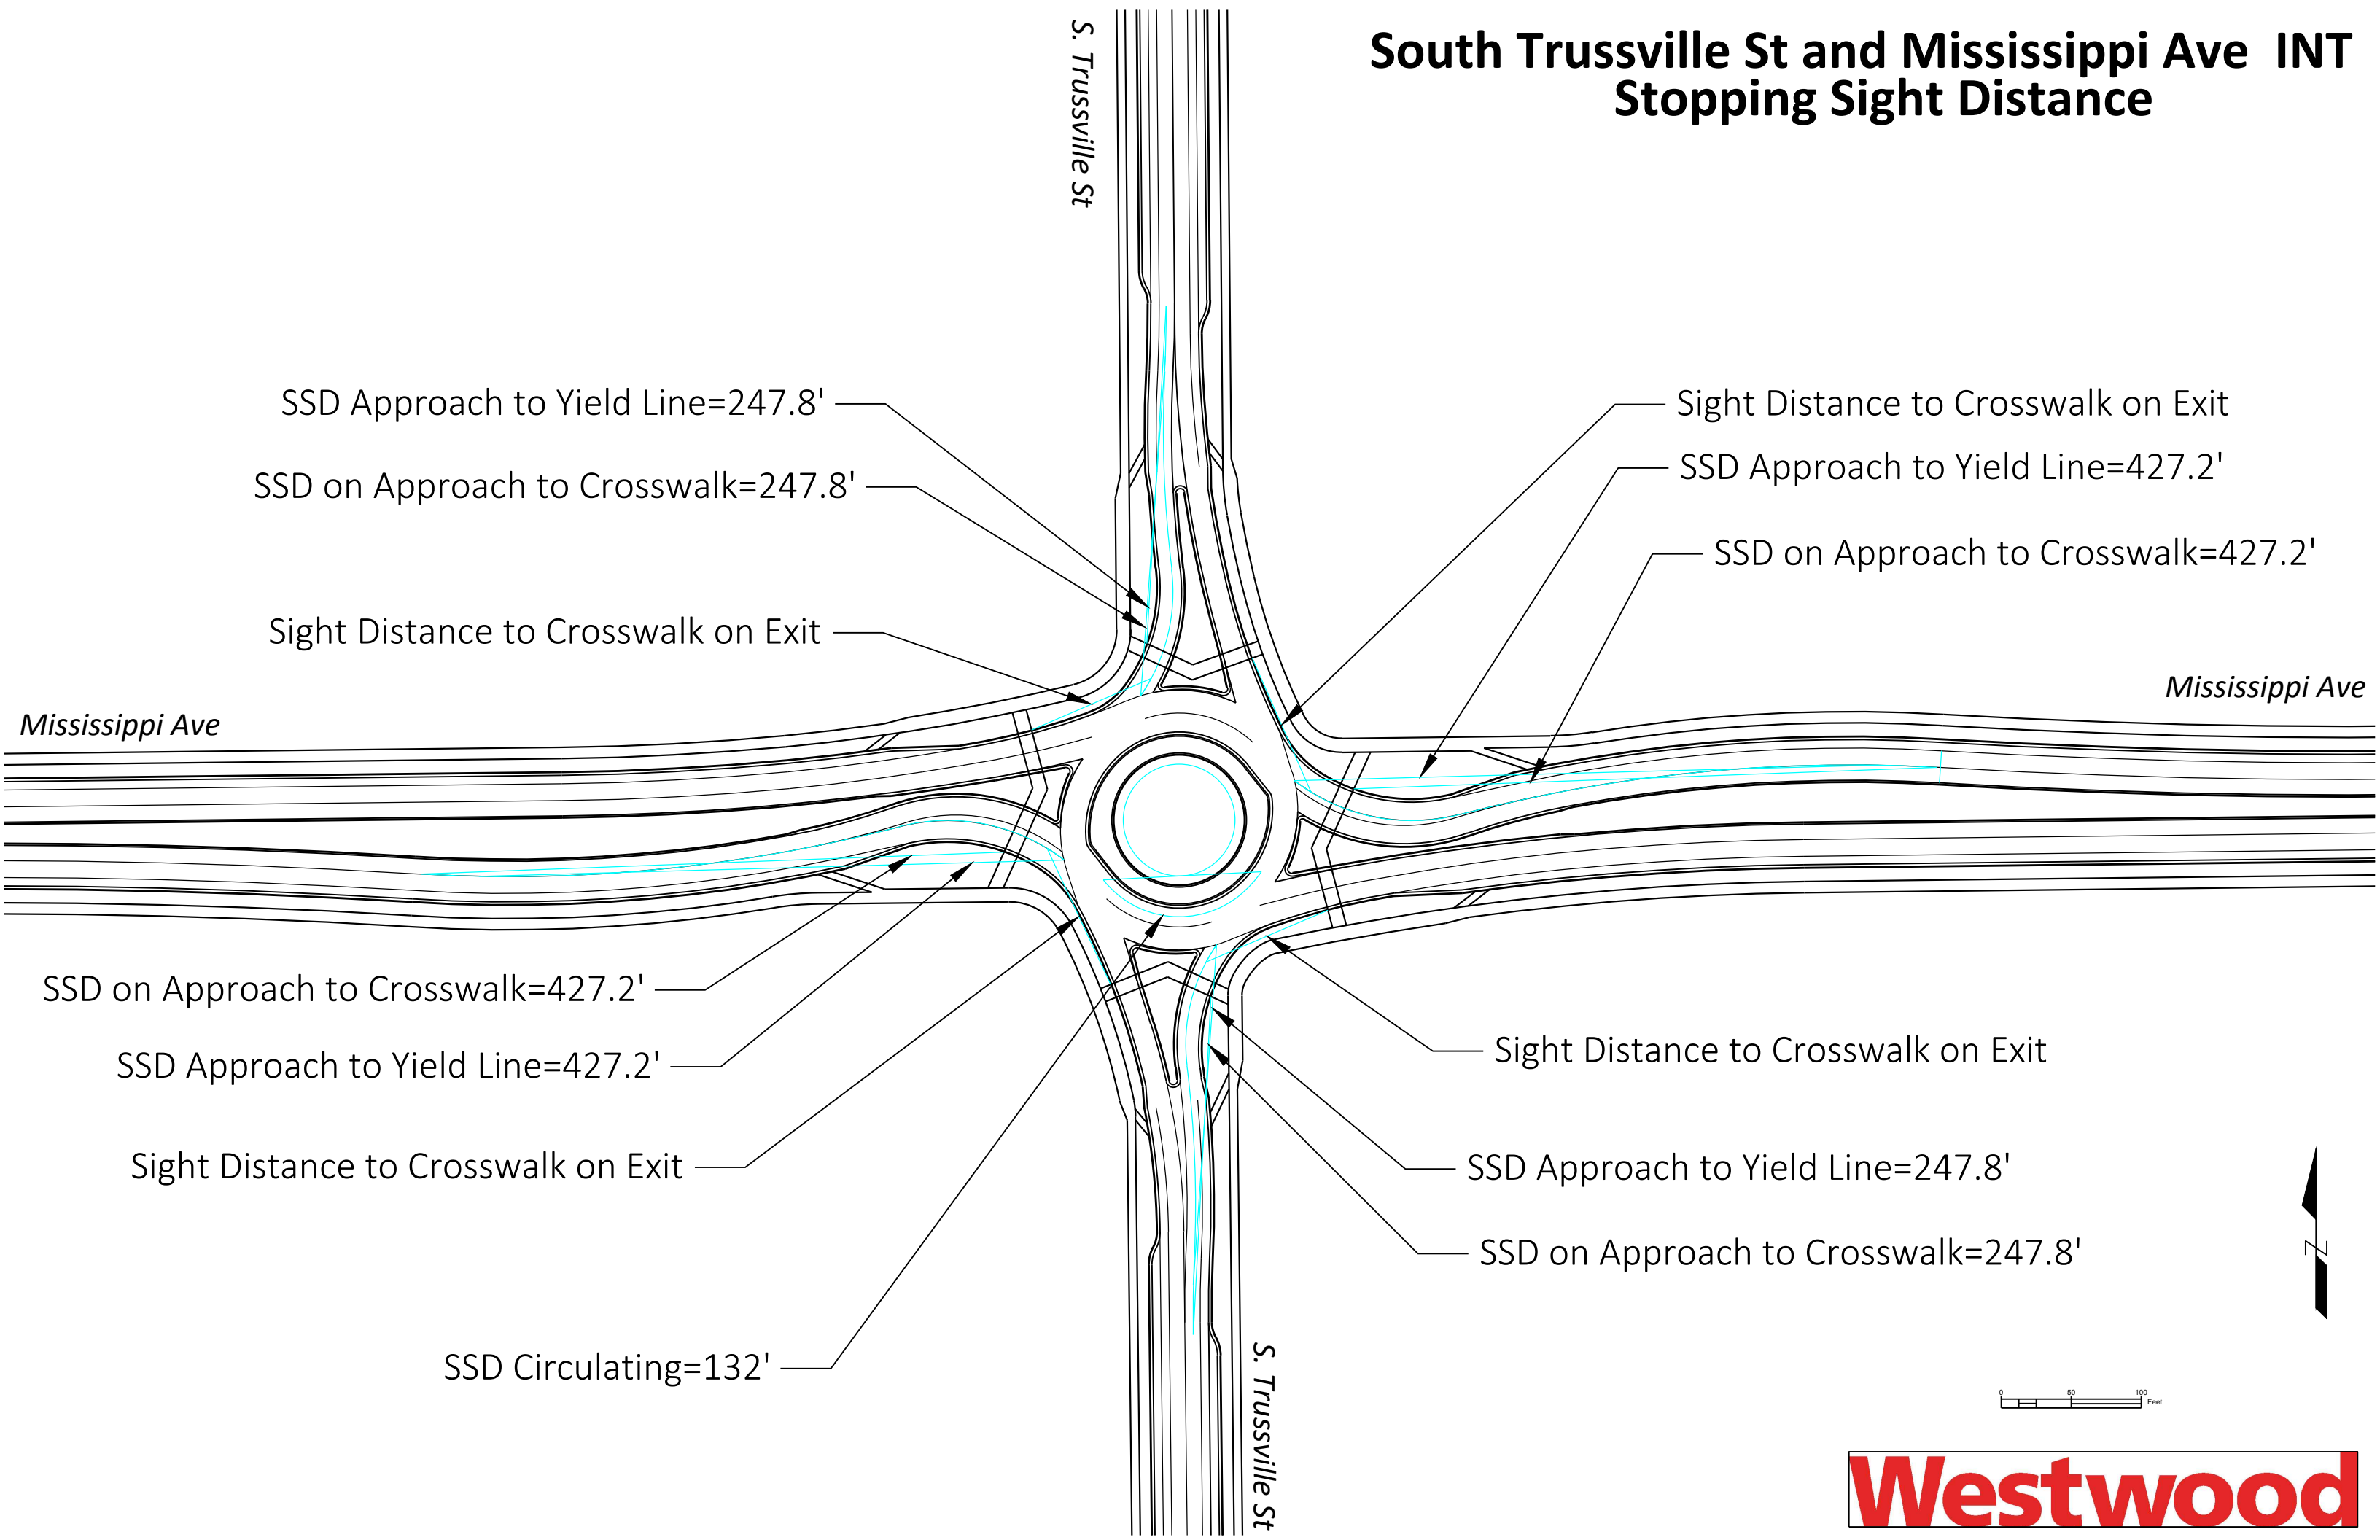 South Trussville St and Mississippi Ave  INT
Stopping Sight Distance
S. Trussville St
SSD Approach to Yield Line=247.8'
SSD on Approach to Crosswalk=247.8'
Sight Distance to Crosswalk on Exit
Sight Distance to Crosswalk on Exit
SSD Approach to Yield Line=427.2'
SSD on Approach to Crosswalk=427.2'
Mississippi Ave
Mississippi Ave
SSD on Approach to Crosswalk=427.2'
SSD Approach to Yield Line=427.2'
Sight Distance to Crosswalk on Exit
SSD Circulating=132'
Sight Distance to Crosswalk on Exit
SSD Approach to Yield Line=247.8'
SSD on Approach to Crosswalk=247.8'
S. Trussville St
N
0 50 100
Feet
Westwood